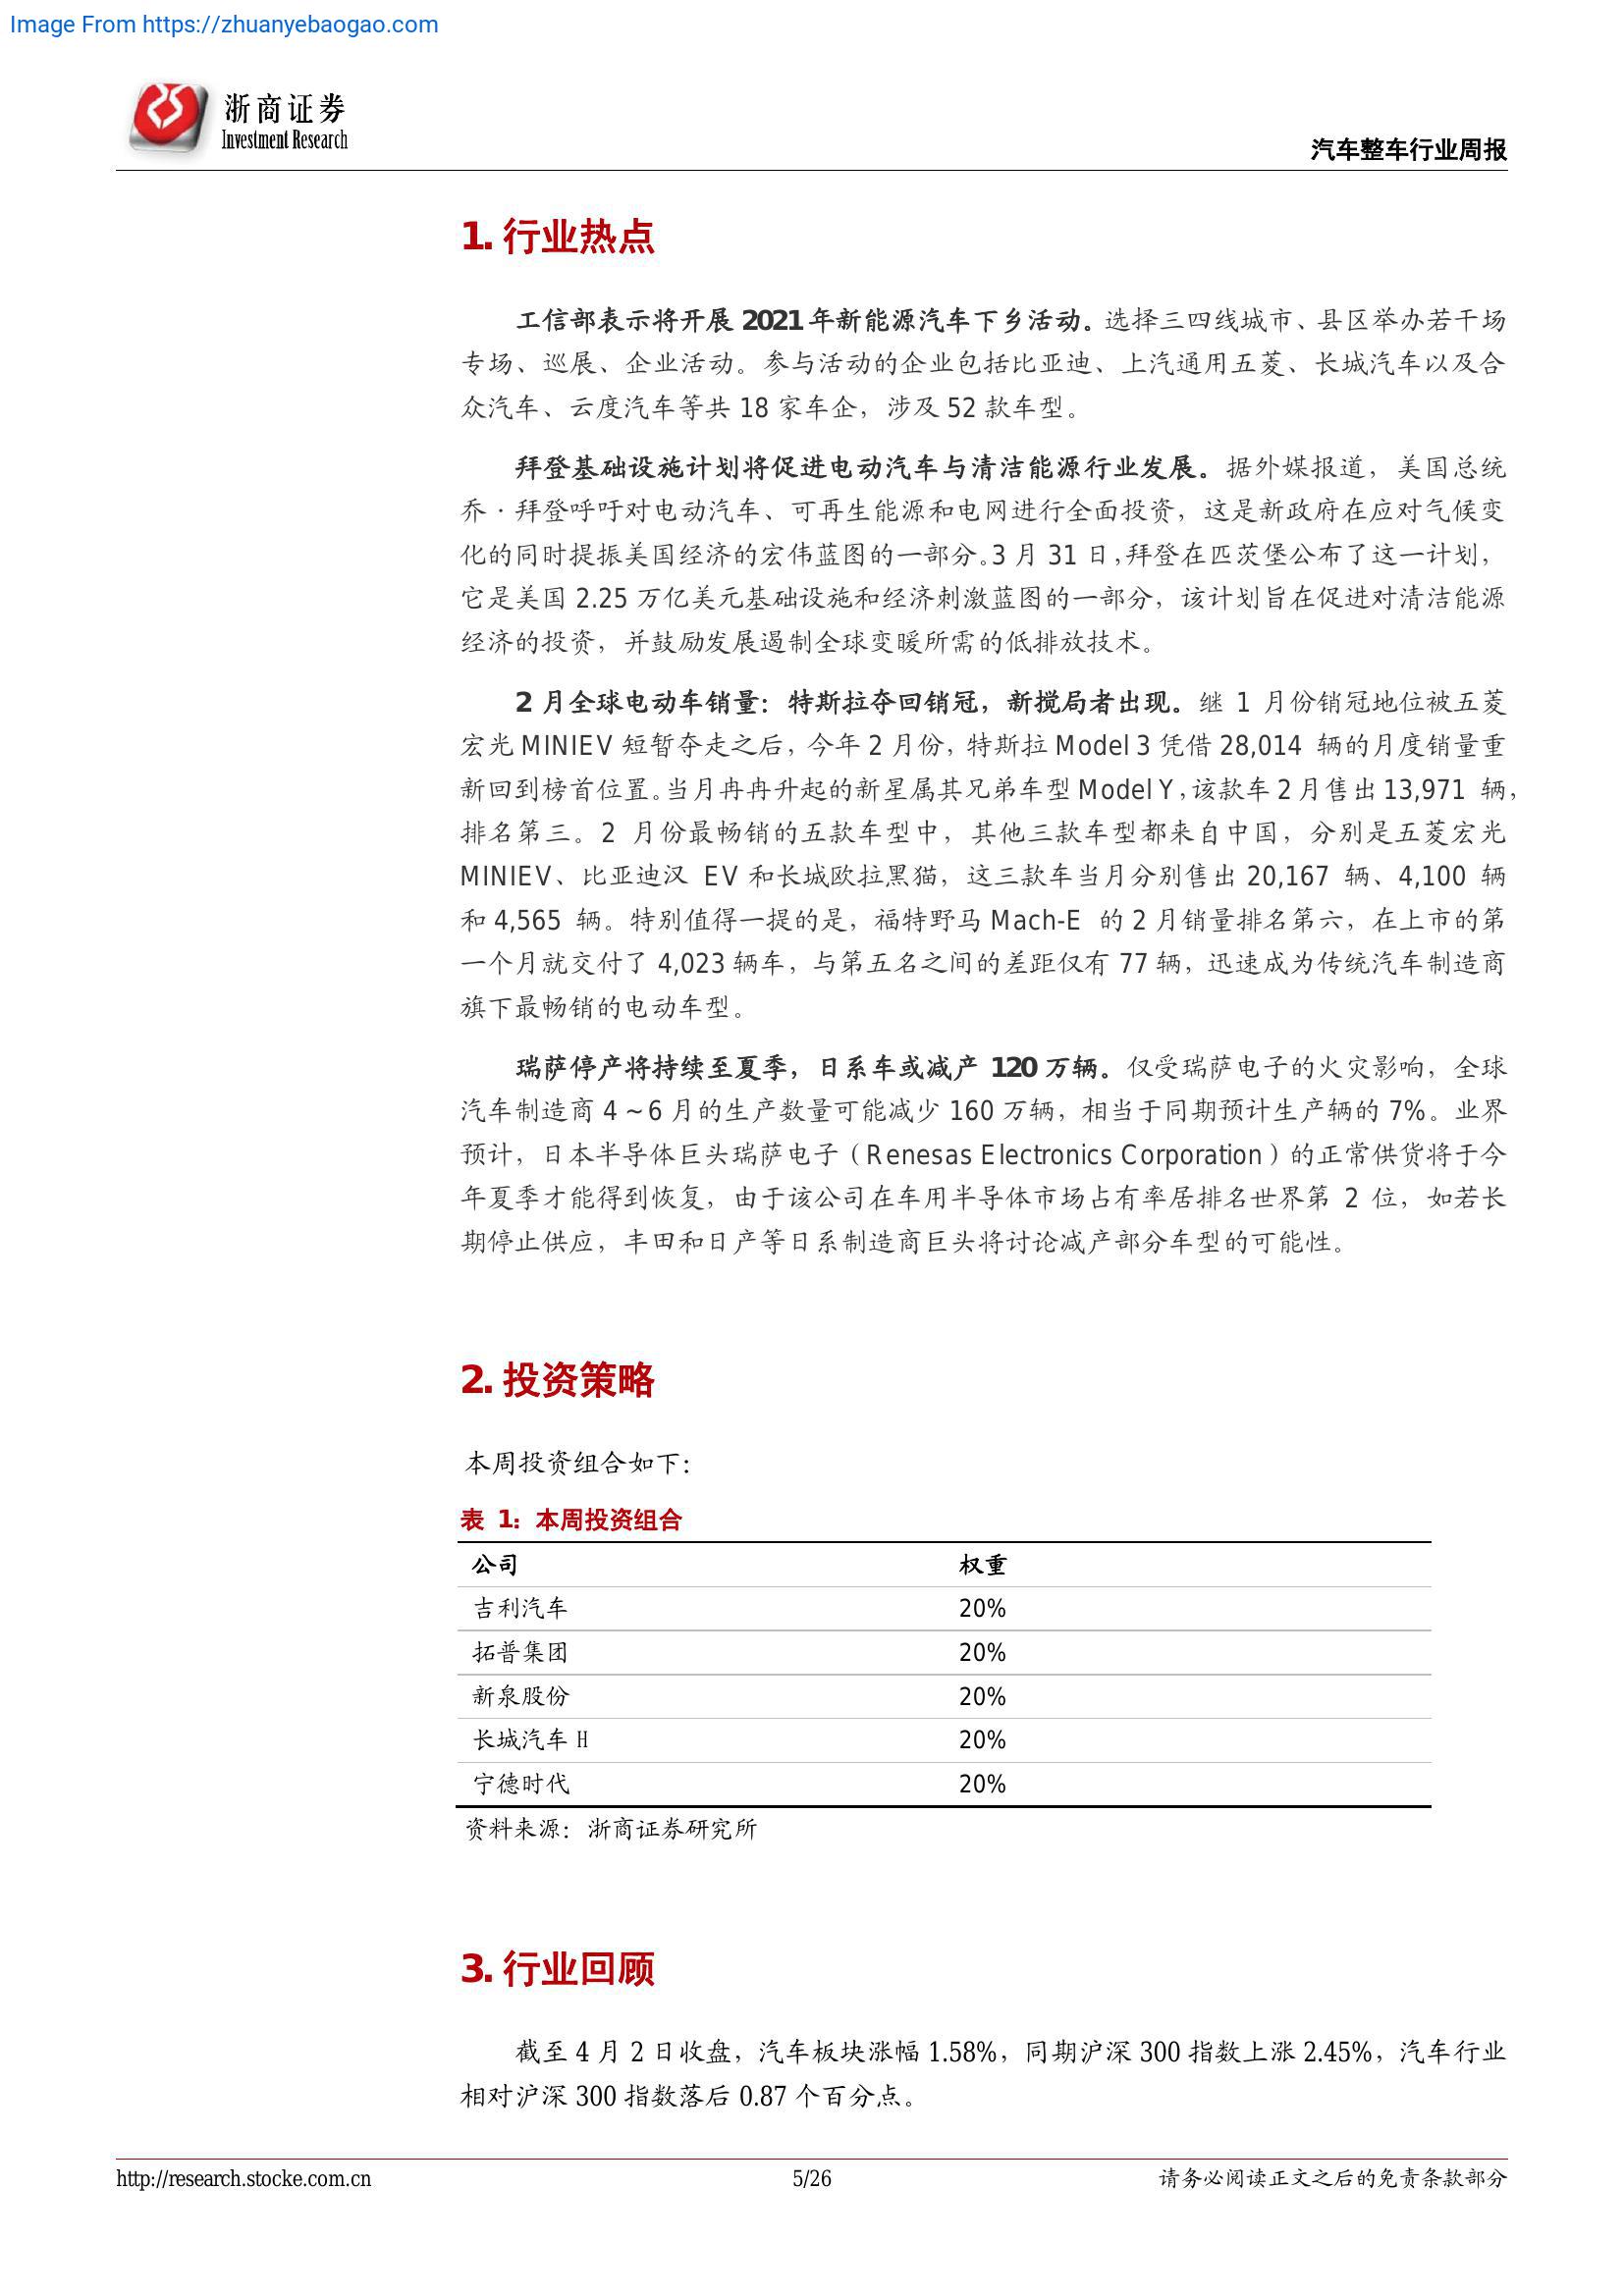 Image From https://zhuanyebaogao.com
浙商证券
Investment Research
汽车整车行业周报
1. 行业热点
工信部表示将开展 2021 年新能源汽车下乡活动。选择三四线城市、县区举办若干场
专场、巡展、企业活动。参与活动的企业包括比亚迪、上汽通用五菱、长城汽车以及合
众汽车、云度汽车等共 18 家车企，涉及 52 款车型。
拜登基础设施计划将促进电动汽车与清洁能源行业发展。据外媒报道，美国总统
乔·拜登呼吁对电动汽车、可再生能源和电网进行全面投资，这是新政府在应对气候变
化的同时提振美国经济的宏伟蓝图的一部分。3 月 31 日，拜登在匹茨堡公布了这一计划，
它是美国 2.25 万亿美元基础设施和经济刺激蓝图的一部分，该计划旨在促进对清洁能源
经济的投资，并鼓励发展遏制全球变暖所需的低排放技术。
2 月全球电动车销量：特斯拉夺回销冠，新搅局者出现。继 1 月份销冠地位被五菱
宏光 MINIEV 短暂夺走之后，今年 2 月份，特斯拉 Model 3 凭借 28,014 辆的月度销量重
新回到榜首位置。当月冉冉升起的新星属其兄弟车型 Model Y，该款车 2 月售出 13,971 辆，
排名第三。2 月份最畅销的五款车型中，其他三款车型都来自中国，分别是五菱宏光
MINIEV、比亚迪汉 EV 和长城欧拉黑猫，这三款车当月分别售出 20,167 辆、4,100 辆
和 4,565 辆。特别值得一提的是，福特野马 Mach-E 的 2 月销量排名第六，在上市的第
一个月就交付了 4,023 辆车，与第五名之间的差距仅有 77 辆，迅速成为传统汽车制造商
旗下最畅销的电动车型。
瑞萨停产将持续至夏季，日系车或减产 120 万辆。仅受瑞萨电子的火灾影响，全球
汽车制造商 4～6 月的生产数量可能减少 160 万辆，相当于同期预计生产辆的 7%。业界
预计，日本半导体巨头瑞萨电子（Renesas Electronics Corporation）的正常供货将于今
年夏季才能得到恢复，由于该公司在车用半导体市场占有率居排名世界第 2 位，如若长
期停止供应，丰田和日产等日系制造商巨头将讨论减产部分车型的可能性。
2. 投资策略
本周投资组合如下：
表 1：本周投资组合
公司 权重
吉利汽车 20%
拓普集团 20%
新泉股份 20%
长城汽车 H 20%
宁德时代 20%
资料来源：浙商证券研究所
3. 行业回顾
截至 4 月 2 日收盘，汽车板块涨幅 1.58%，同期沪深 300 指数上涨 2.45%，汽车行业
相对沪深 300 指数落后 0.87 个百分点。
http://research.stocke.com.cn 5/26 请务必阅读正文之后的免责条款部分